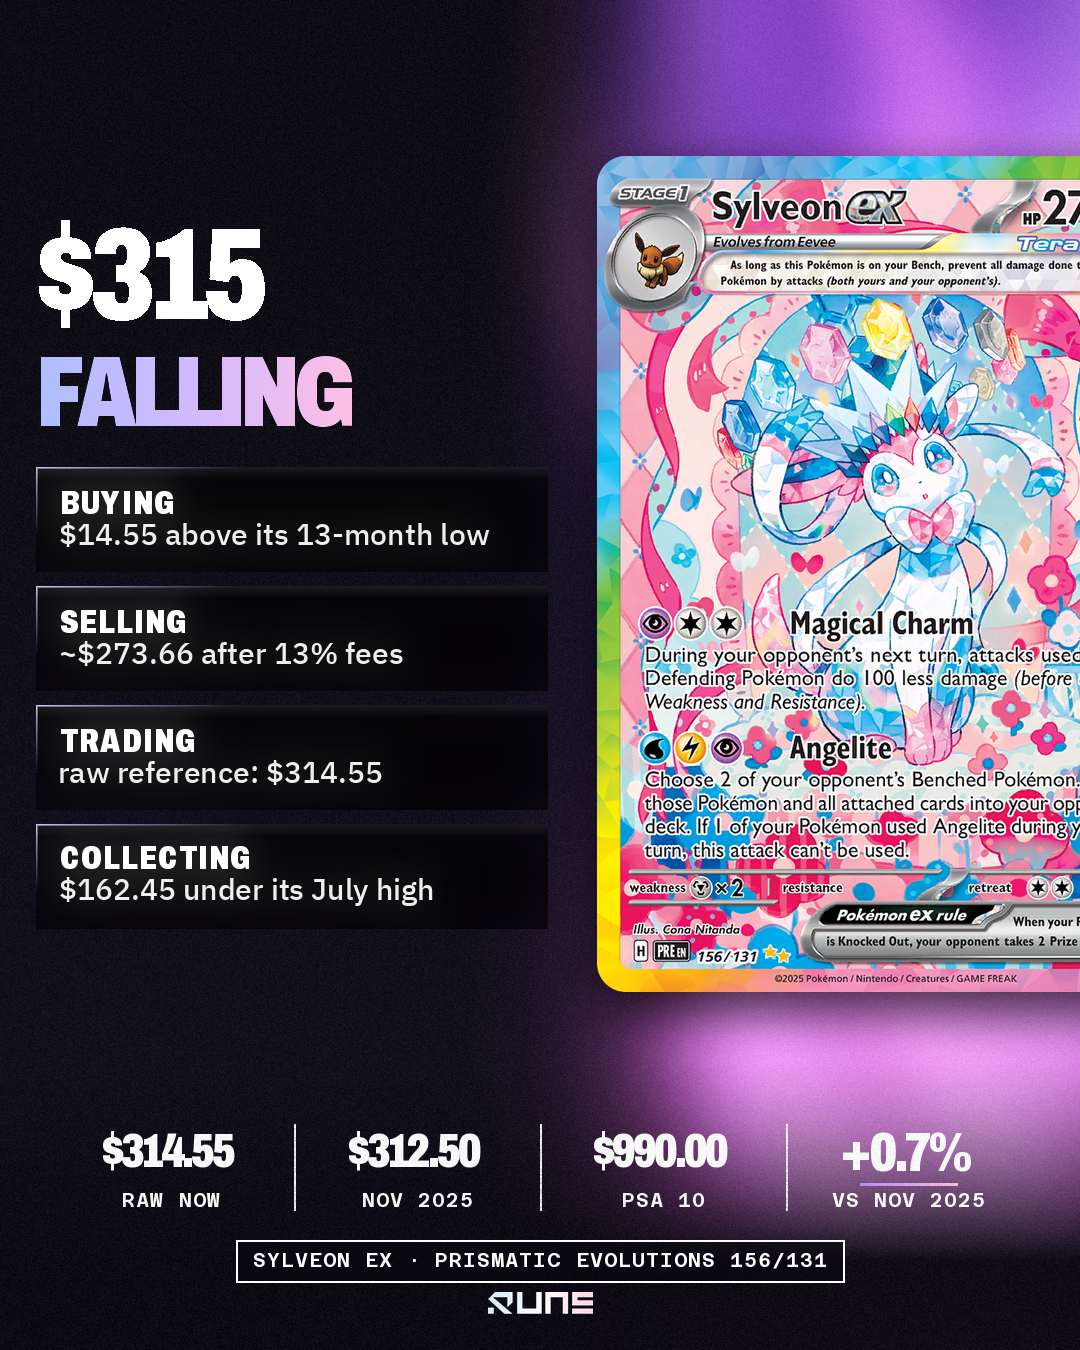 $315
FALLING
BUYING
$14.55 above its 13-month low
SELLING
~$273.66 after 13% fees
TRADING
raw reference: $314.55
COLLECTING
$162.45 under its July high
STAGE 1
Sylveon ex
HP 27
Evolves from Eevee
Tera
As long as this Pokémon is on your Bench, prevent all damage done t
Pokémon by attacks (both yours and your opponent's).
Magical Charm
During your opponent's next turn, attacks used
Defending Pokémon do 100 less damage (before
Weakness and Resistance).
Angelite
Choose 2 of your opponent's Benched Pokémon.
those Pokémon and all attached cards into your opp
deck. If 1 of your Pokémon used Angelite during y
turn, this attack can't be used.
weakness ×2 resistance retreat
Pokémon ex rule When your P
is Knocked Out, your opponent takes 2 Prize
Illus. Cona Nitanda
H PRE EN 156/131
©2025 Pokémon / Nintendo / Creatures / GAME FREAK
$314.55
RAW NOW
$312.50
NOV 2025
$990.00
PSA 10
+0.7%
VS NOV 2025
SYLVEON EX · PRISMATIC EVOLUTIONS 156/131
RUNE